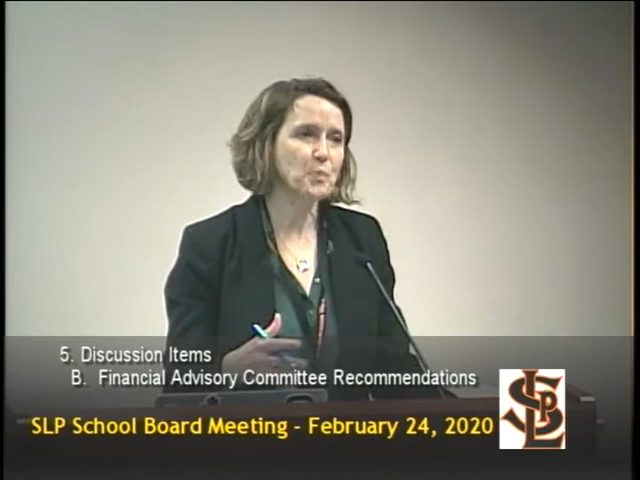 5. Discussion Items
B. Financial Advisory Committee Recommendations
SLP School Board Meeting - February 24, 2020
SLP